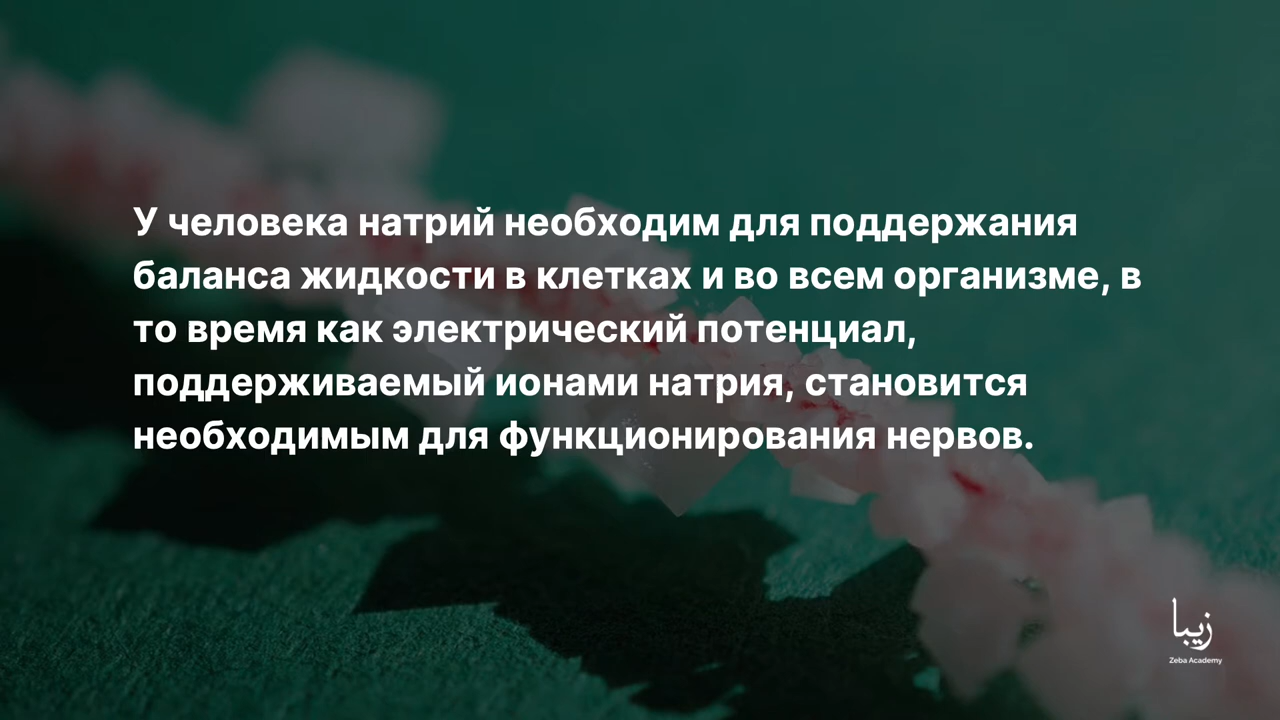 У человека натрий необходим для поддержания
баланса жидкости в клетках и во всем организме, в
то время как электрический потенциал,
поддерживаемый ионами натрия, становится
необходимым для функционирования нервов.
زیبا
Zeba Academy